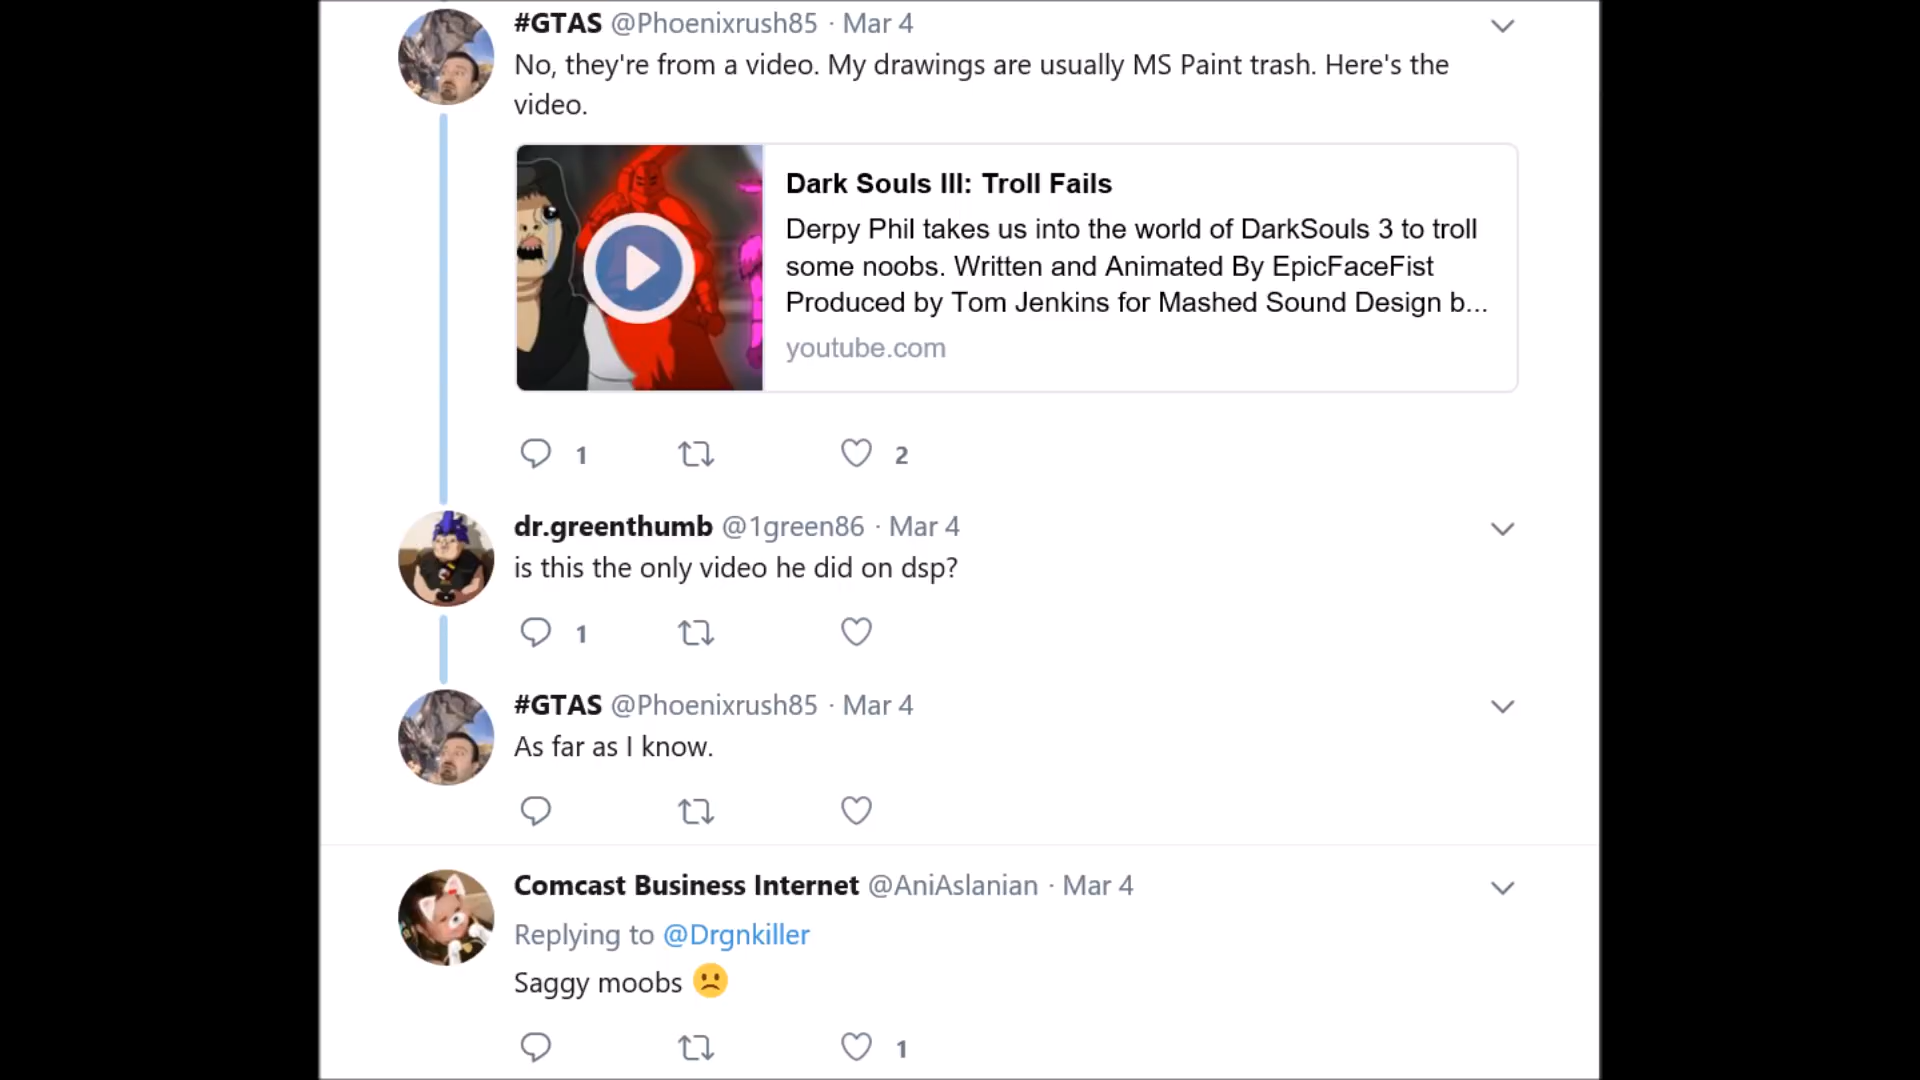 #GTAS @Phoenixrush85 · Mar 4
No, they're from a video. My drawings are usually MS Paint trash. Here's the
video.
Dark Souls III: Troll Fails
Derpy Phil takes us into the world of DarkSouls 3 to troll
some noobs. Written and Animated By EpicFaceFist
Produced by Tom Jenkins for Mashed Sound Design b...
youtube.com
1 2
dr.greenthumb @1green86 · Mar 4
is this the only video he did on dsp?
1
#GTAS @Phoenixrush85 · Mar 4
As far as I know.
Comcast Business Internet @AniAslanian · Mar 4
Replying to @Drgnkiller
Saggy moobs 🙁
1